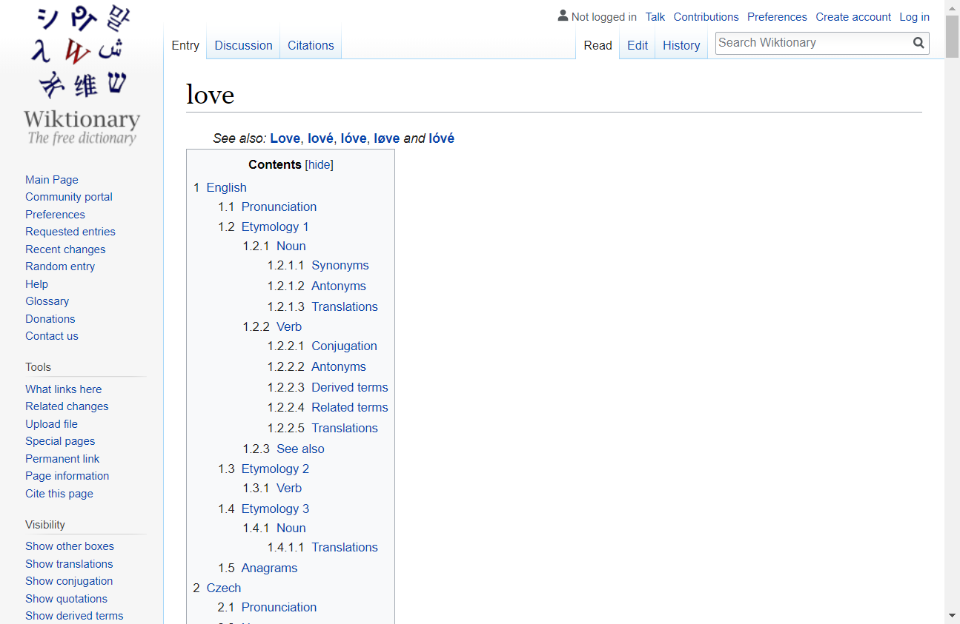 Wiktionary
The free dictionary
Main Page
Community portal
Preferences
Requested entries
Recent changes
Random entry
Help
Glossary
Donations
Contact us
Tools
What links here
Related changes
Upload file
Special pages
Permanent link
Page information
Cite this page
Visibility
Show other boxes
Show translations
Show conjugation
Show quotations
Show derived terms
Not logged in Talk Contributions Preferences Create account Log in
Entry Discussion Citations Read Edit History Search Wiktionary
love
See also: Love, lové, lóve, løve and lóvé
Contents [hide]
1 English
1.1 Pronunciation
1.2 Etymology 1
1.2.1 Noun
1.2.1.1 Synonyms
1.2.1.2 Antonyms
1.2.1.3 Translations
1.2.2 Verb
1.2.2.1 Conjugation
1.2.2.2 Antonyms
1.2.2.3 Derived terms
1.2.2.4 Related terms
1.2.2.5 Translations
1.2.3 See also
1.3 Etymology 2
1.3.1 Verb
1.4 Etymology 3
1.4.1 Noun
1.4.1.1 Translations
1.5 Anagrams
2 Czech
2.1 Pronunciation